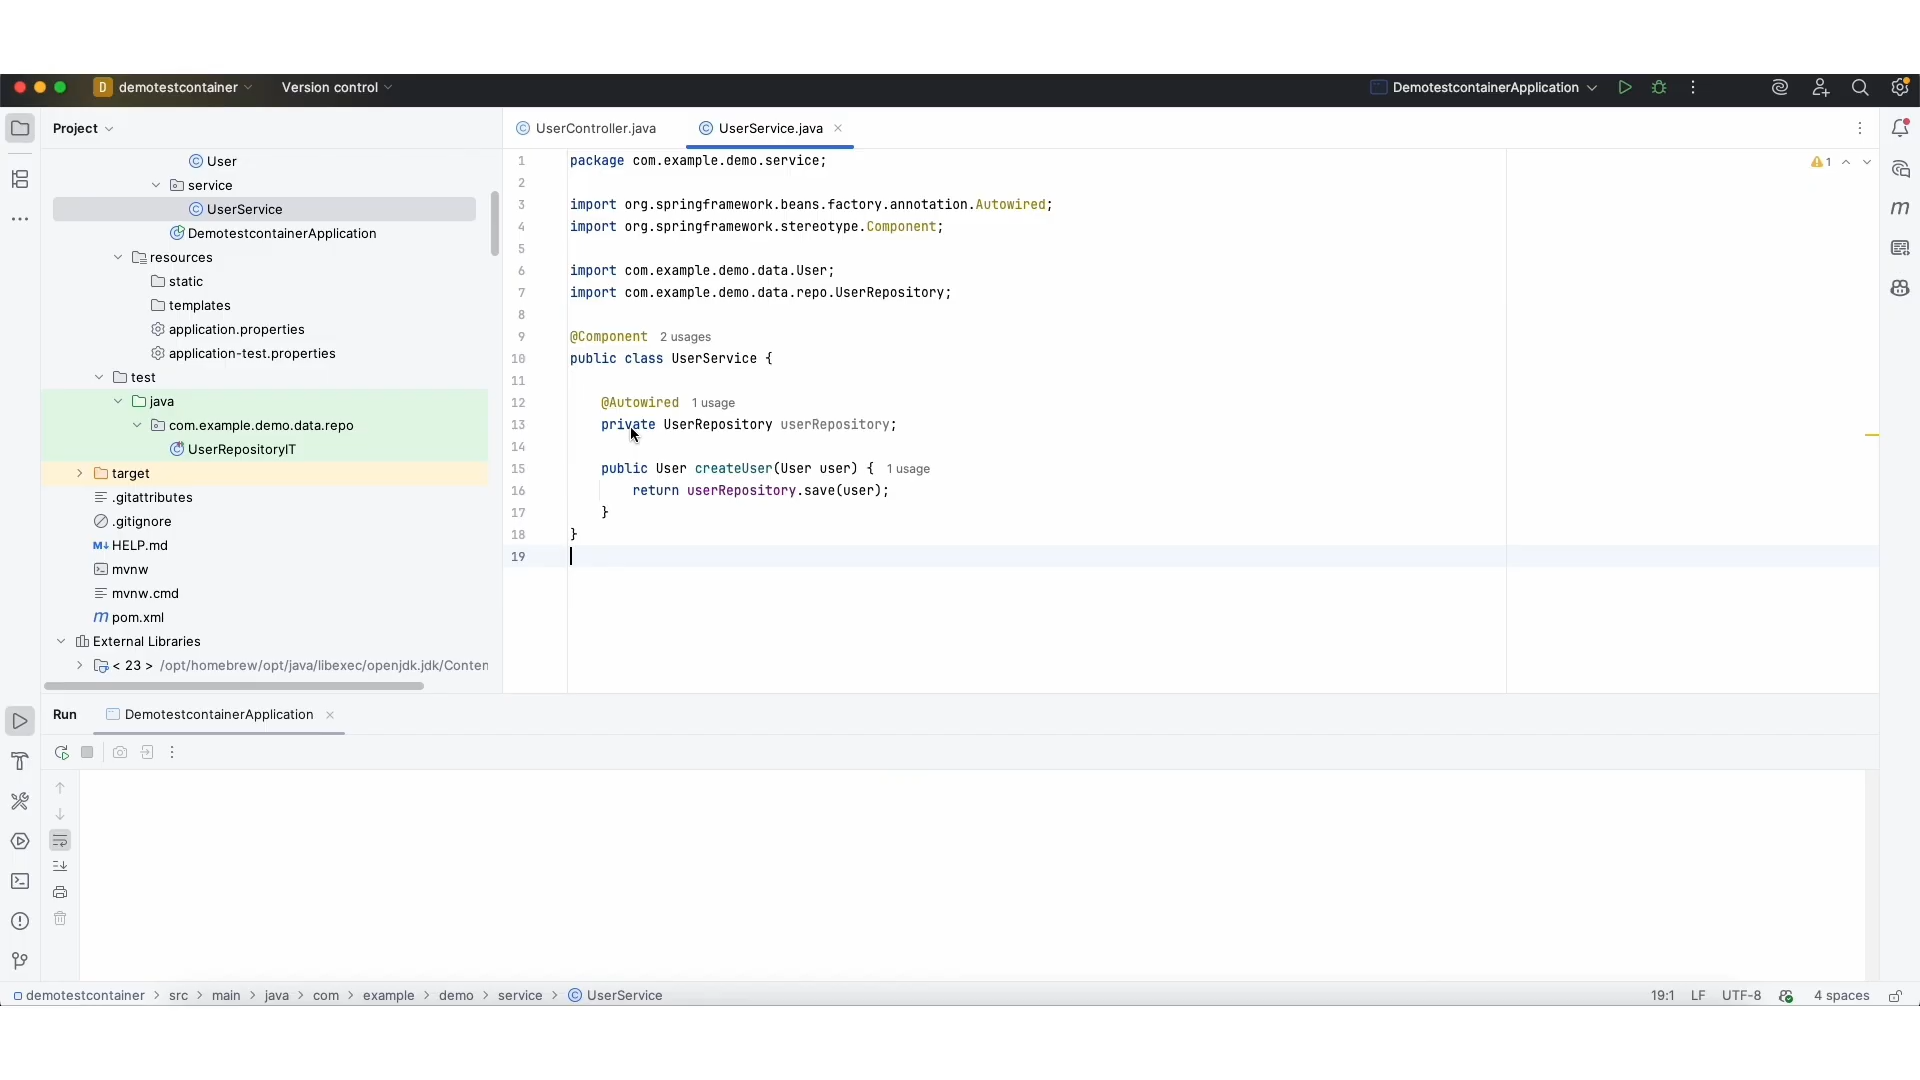 D demotestcontainer Version control DemotestcontainerApplication
Project
User
service
UserService
DemotestcontainerApplication
resources
static
templates
application.properties
application-test.properties
test
java
com.example.demo.data.repo
UserRepositoryIT
target
.gitattributes
.gitignore
M↓ HELP.md
mvnw
mvnw.cmd
m pom.xml
External Libraries
< 23 > /opt/homebrew/opt/java/libexec/openjdk.jdk/Conten
UserController.java UserService.java
1 package com.example.demo.service;
2
3 import org.springframework.beans.factory.annotation.Autowired;
4 import org.springframework.stereotype.Component;
5
6 import com.example.demo.data.User;
7 import com.example.demo.data.repo.UserRepository;
8
9 @Component 2 usages
10 public class UserService {
11
12 @Autowired 1 usage
13 private UserRepository userRepository;
14
15 public User createUser(User user) { 1 usage
16 return userRepository.save(user);
17 }
18 }
19
1
m
Run DemotestcontainerApplication
demotestcontainer > src > main > java > com > example > demo > service > UserService
19:1 LF UTF-8 4 spaces